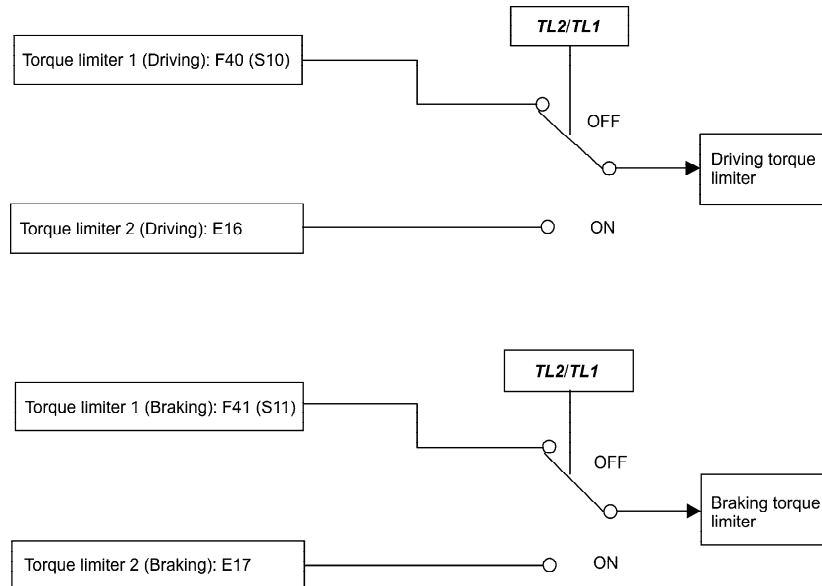 TL2/TL1
Torque limiter 1 (Driving): F40 (S10)
OFF
Driving torque
limiter
Torque limiter 2 (Driving): E16
ON
TL2/TL1
Torque limiter 1 (Braking): F41 (S11)
OFF
Braking torque
limiter
Torque limiter 2 (Braking): E17
ON